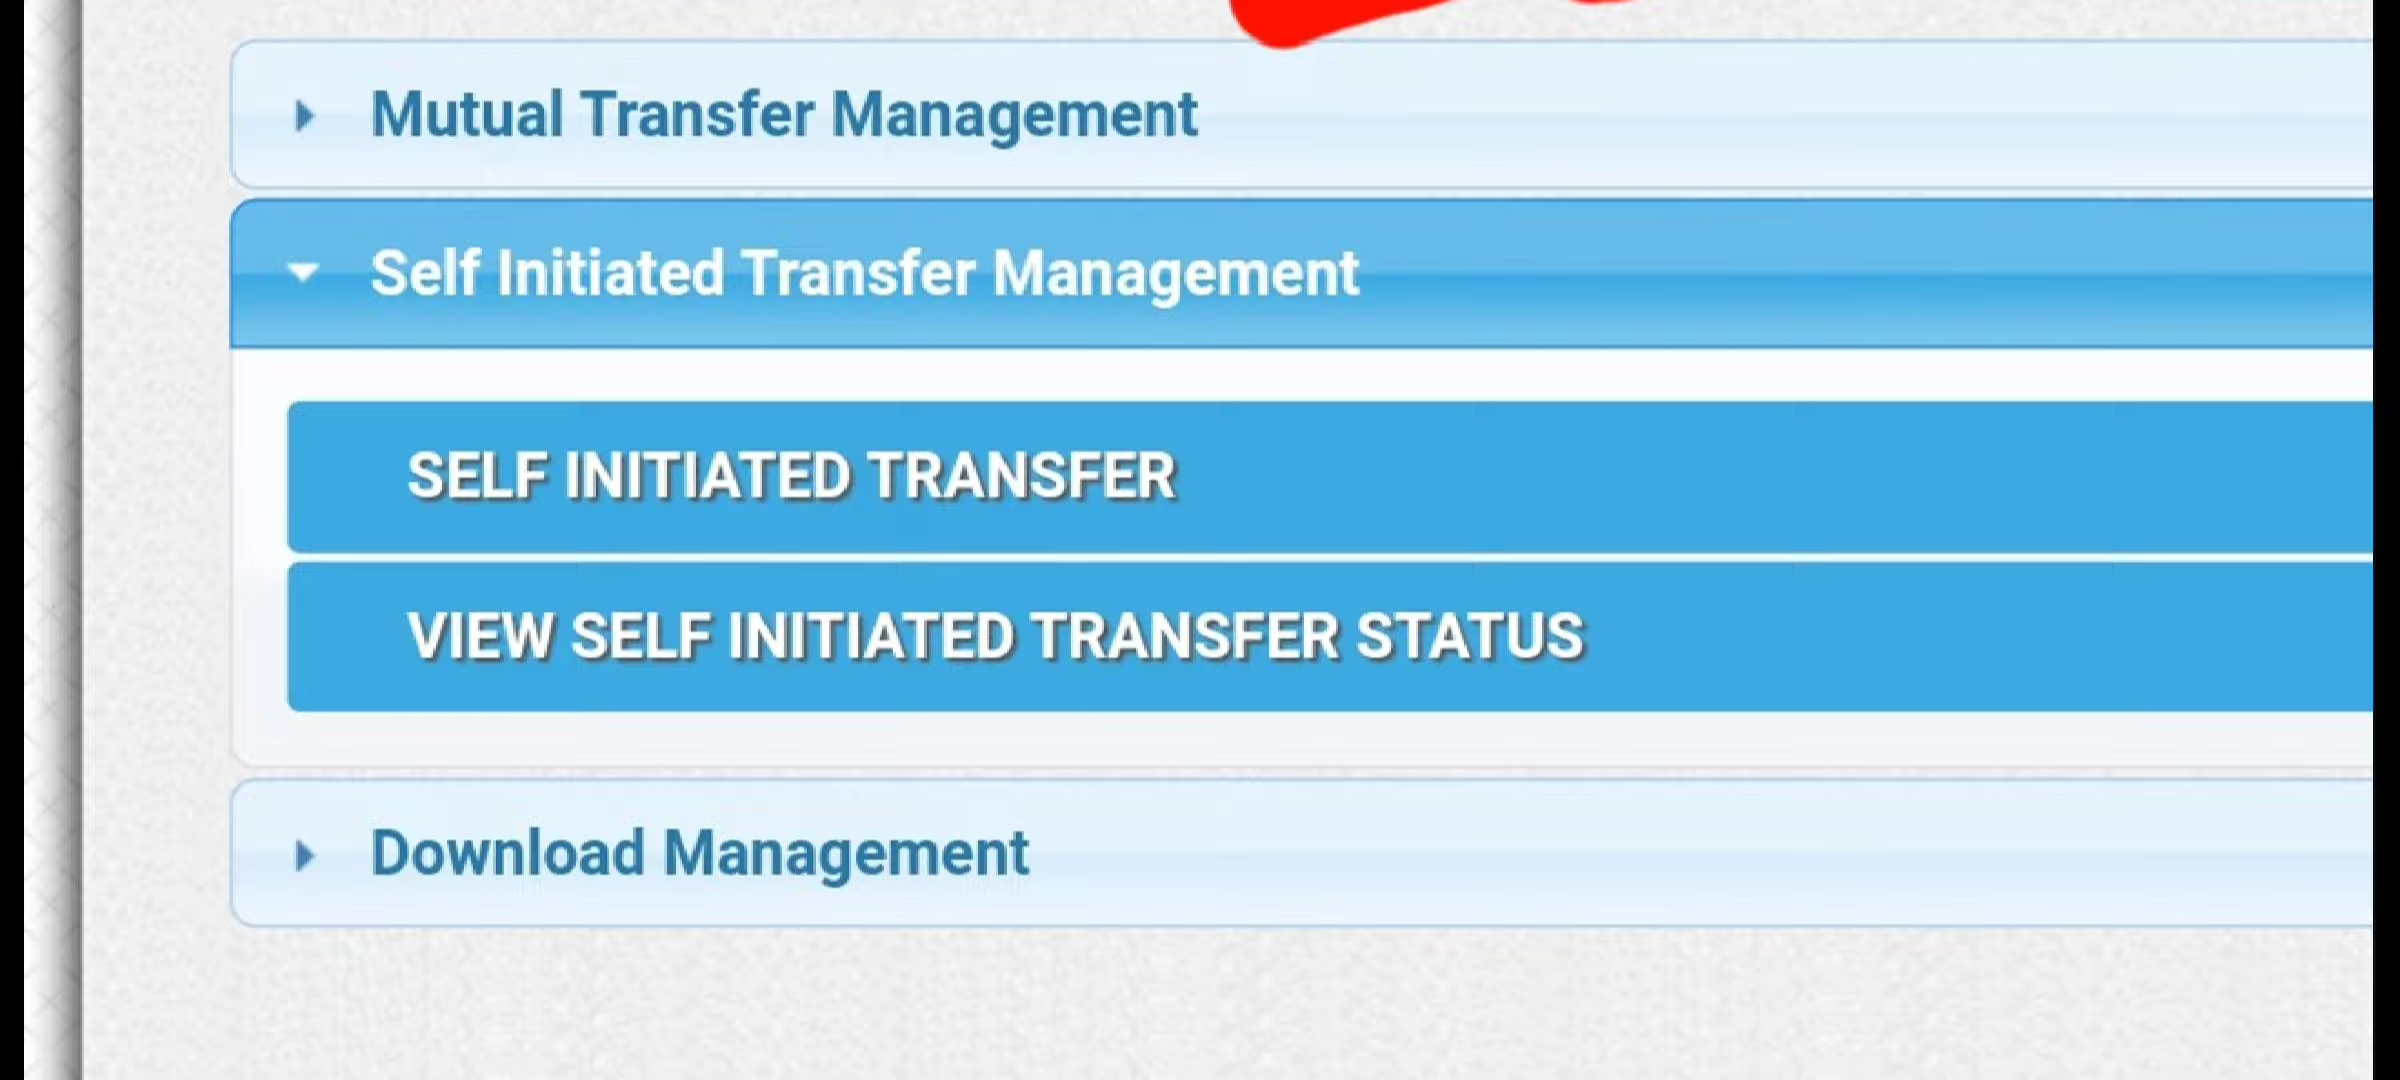 Mutual Transfer Management
Self Initiated Transfer Management
SELF INITIATED TRANSFER
VIEW SELF INITIATED TRANSFER STATUS
Download Management